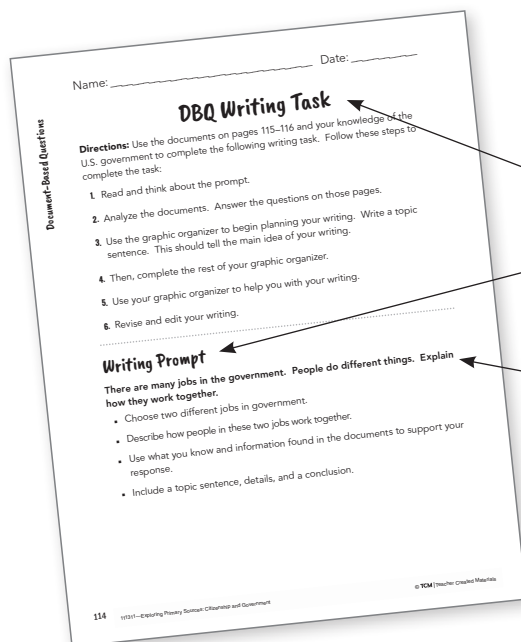 Name: Date:
Document-Based Questions
DBQ Writing Task
Directions: Use the documents on pages 115–116 and your knowledge of the
U.S. government to complete the following writing task. Follow these steps to
complete the task:
1. Read and think about the prompt.
2. Analyze the documents. Answer the questions on those pages.
3. Use the graphic organizer to begin planning your writing. Write a topic
sentence. This should tell the main idea of your writing.
4. Then, complete the rest of your graphic organizer.
5. Use your graphic organizer to help you with your writing.
6. Revise and edit your writing.
Writing Prompt
There are many jobs in the government. People do different things. Explain
how they work together.
• Choose two different jobs in government.
• Describe how people in these two jobs work together.
• Use what you know and information found in the documents to support your
response.
• Include a topic sentence, details, and a conclusion.
114 117317—Exploring Primary Sources: Citizenship and Government © TCM | Teacher Created Materials